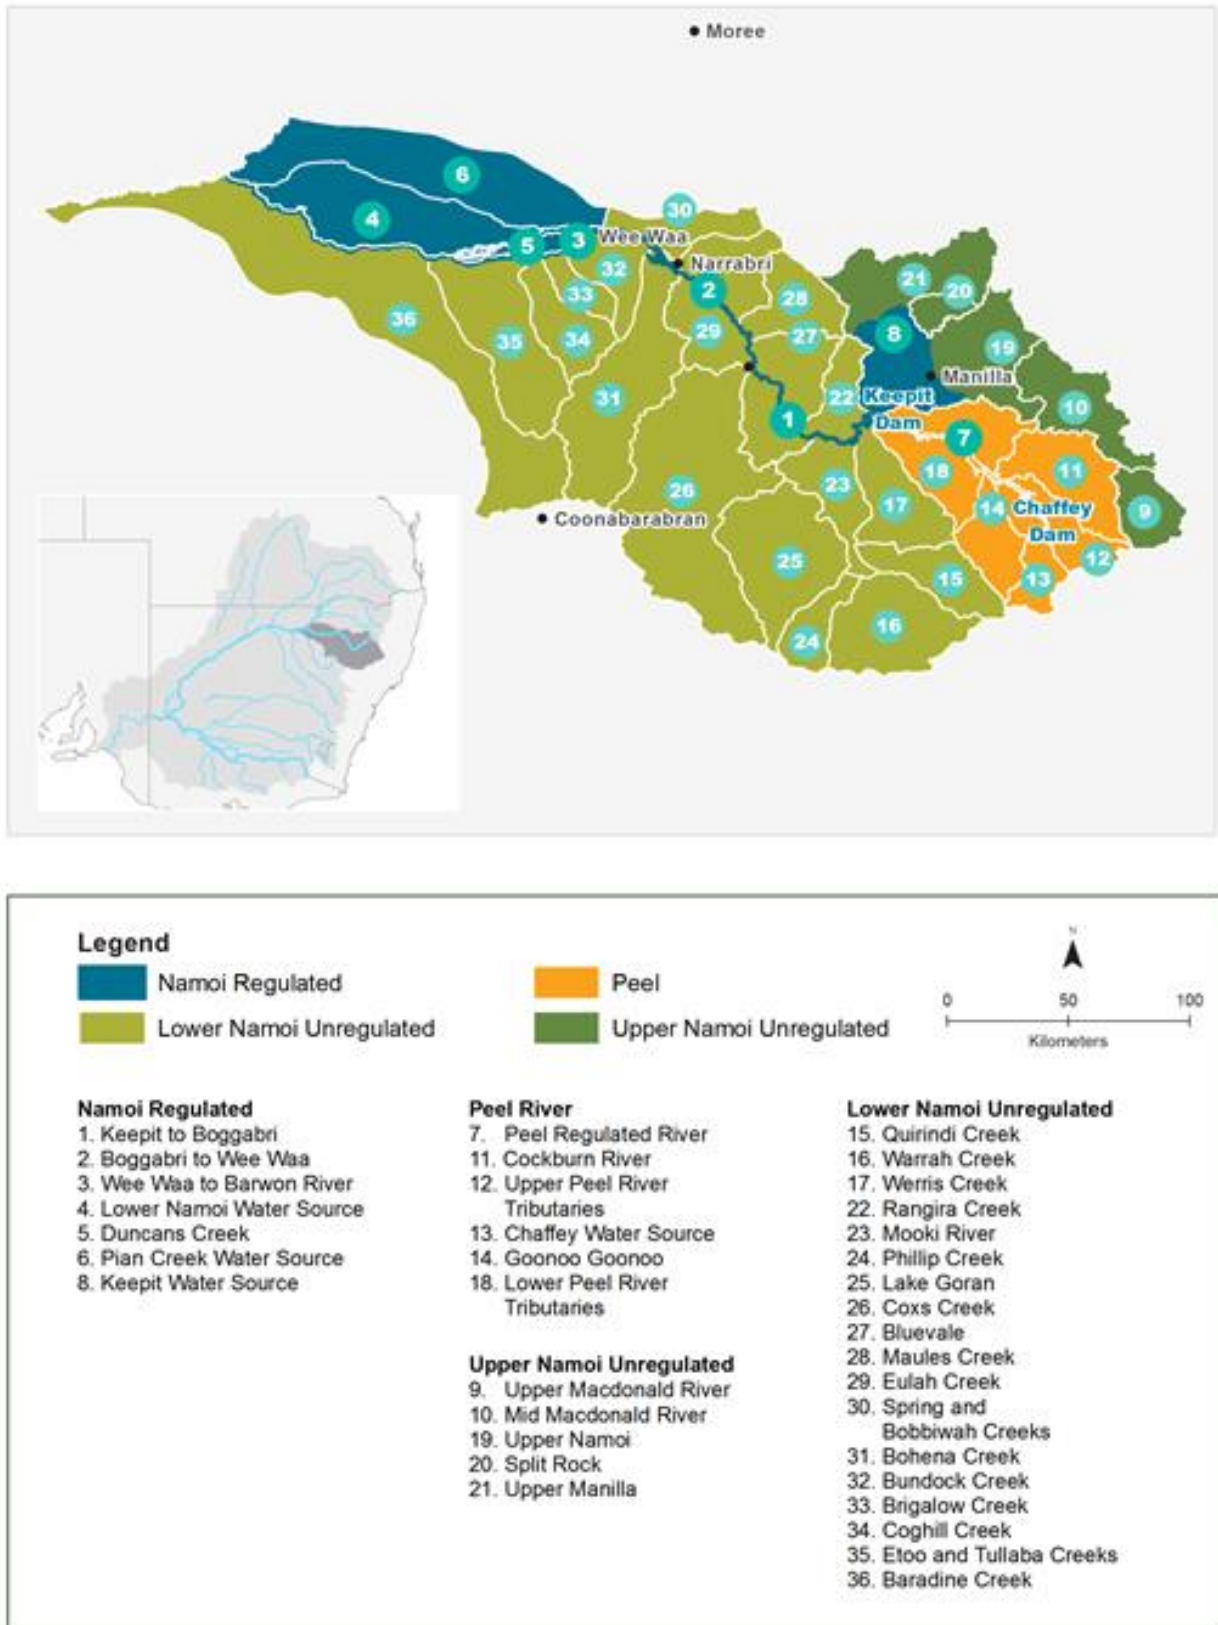 Moree
6
30
4
5
3
Wee Waa
Narrabri
32
21
20
2
33
28
36
29
27
8
35
34
19
Manilla
31
22
Keepit
Dam
10
1
7
18
11
26
23
17
14
Chaffey
Dam
9
Coonabarabran
25
15
13
12
16
24
Legend
Namoi Regulated
Peel
Lower Namoi Unregulated
Upper Namoi Unregulated
N
0 50 100
Kilometers
Namoi Regulated
1. Keepit to Boggabri
2. Boggabri to Wee Waa
3. Wee Waa to Barwon River
4. Lower Namoi Water Source
5. Duncans Creek
6. Pian Creek Water Source
8. Keepit Water Source
Peel River
7. Peel Regulated River
11. Cockburn River
12. Upper Peel River
Tributaries
13. Chaffey Water Source
14. Goonoo Goonoo
18. Lower Peel River
Tributaries
Upper Namoi Unregulated
9. Upper Macdonald River
10. Mid Macdonald River
19. Upper Namoi
20. Split Rock
21. Upper Manilla
Lower Namoi Unregulated
15. Quirindi Creek
16. Warrah Creek
17. Werris Creek
22. Rangira Creek
23. Mooki River
24. Phillip Creek
25. Lake Goran
26. Coxs Creek
27. Bluevale
28. Maules Creek
29. Eulah Creek
30. Spring and
Bobbiwah Creeks
31. Bohena Creek
32. Bundock Creek
33. Brigalow Creek
34. Coghill Creek
35. Etoo and Tullaba Creeks
36. Baradine Creek